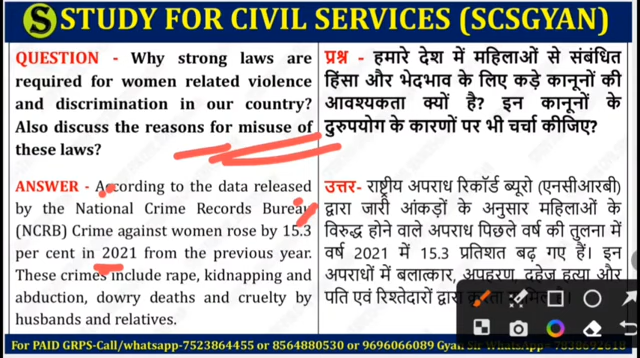 S STUDY FOR CIVIL SERVICES (SCSGYAN)
QUESTION - Why strong laws are
required for women related violence
and discrimination in our country?
Also discuss the reasons for misuse of
these laws?
प्रश्न - हमारे देश में महिलाओं से संबंधित
हिंसा और भेदभाव के लिए कड़े कानूनों की
आवश्यकता क्यों है? इन कानूनों के
दुरुपयोग के कारणों पर भी चर्चा कीजिए?
ANSWER - According to the data released
by the National Crime Records Bureau
(NCRB) Crime against women rose by 15.3
per cent in 2021 from the previous year.
These crimes include rape, kidnapping and
abduction, dowry deaths and cruelty by
husbands and relatives.
उत्तर- राष्ट्रीय अपराध रिकॉर्ड ब्यूरो (एनसीआरबी)
द्वारा जारी आंकड़ों के अनुसार महिलाओं के
विरुद्ध होने वाले अपराध पिछले वर्ष की तुलना में
वर्ष 2021 में 15.3 प्रतिशत बढ़ गए हैं। इन
अपराधों में बलात्कार, अपहरण, दहेज हत्या और
पति एवं रिश्तेदारों द्वारा
For PAID GRPS-Call/whatsapp-7523864455 or 8564880530 or 9696066089 Gyan Sir WhatsApp=